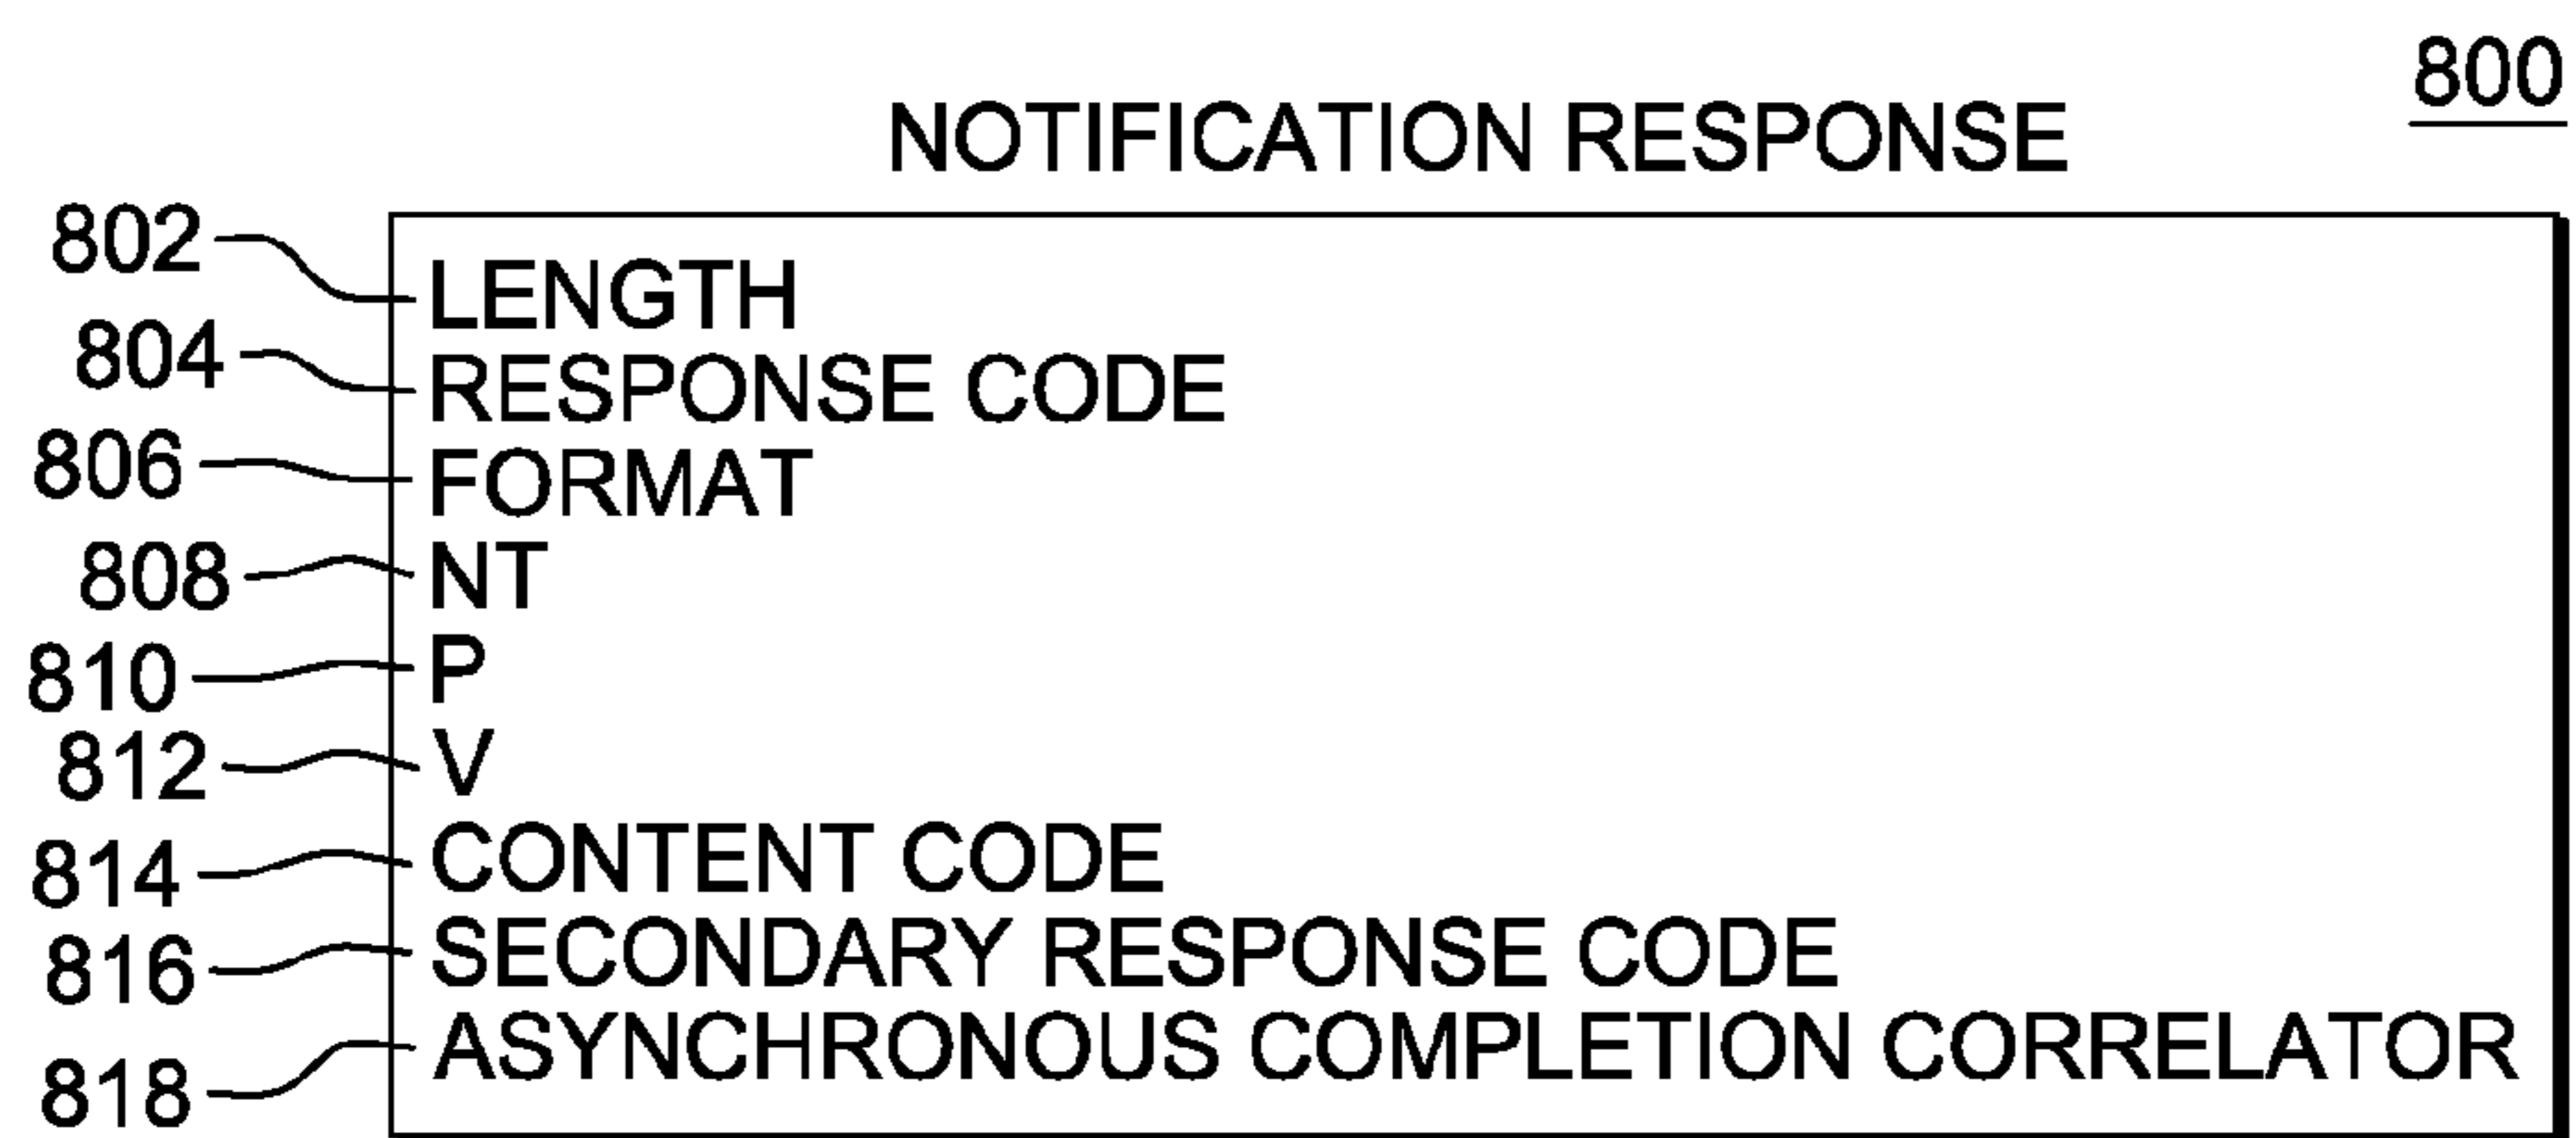 800
NOTIFICATION RESPONSE
802 LENGTH
804 RESPONSE CODE
806 FORMAT
808 NT
810 P
812 V
814 CONTENT CODE
816 SECONDARY RESPONSE CODE
818 ASYNCHRONOUS COMPLETION CORRELATOR